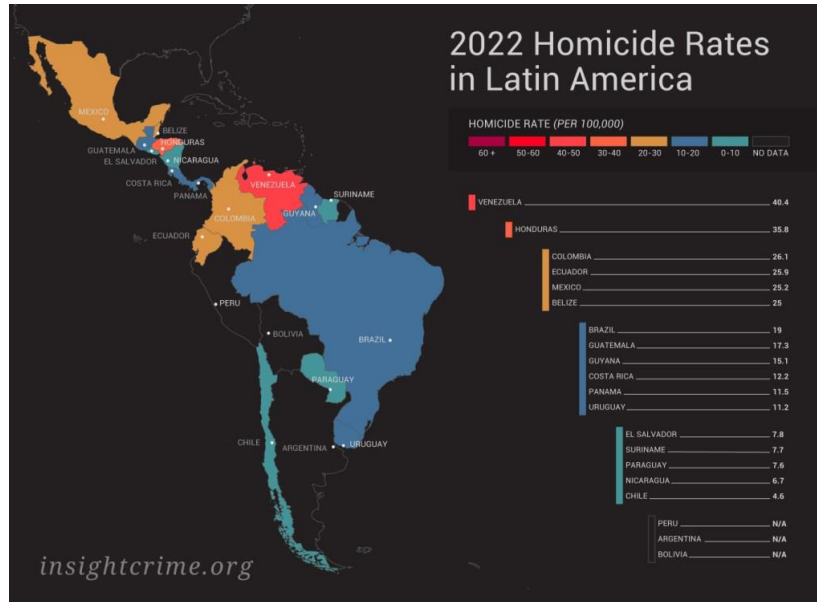 2022 Homicide Rates
in Latin America
HOMICIDE RATE (PER 100,000)
60 + 50-60 40-50 30-40 20-30 10-20 0-10 NO DATA
MEXICO
BELIZE
HONDURAS
GUATEMALA
EL SALVADOR
NICARAGUA
COSTA RICA
PANAMA
VENEZUELA
SURINAME
GUYANA
COLOMBIA
ECUADOR
PERU
BOLIVIA
BRAZIL
PARAGUAY
CHILE
ARGENTINA
URUGUAY
VENEZUELA 40.4
HONDURAS 35.8
COLOMBIA 26.1
ECUADOR 25.9
MEXICO 25.2
BELIZE 25
BRAZIL 19
GUATEMALA 17.3
GUYANA 15.1
COSTA RICA 12.2
PANAMA 11.5
URUGUAY 11.2
EL SALVADOR 7.8
SURINAME 7.7
PARAGUAY 7.6
NICARAGUA 6.7
CHILE 4.6
PERU N/A
ARGENTINA N/A
BOLIVIA N/A
insightcrime.org